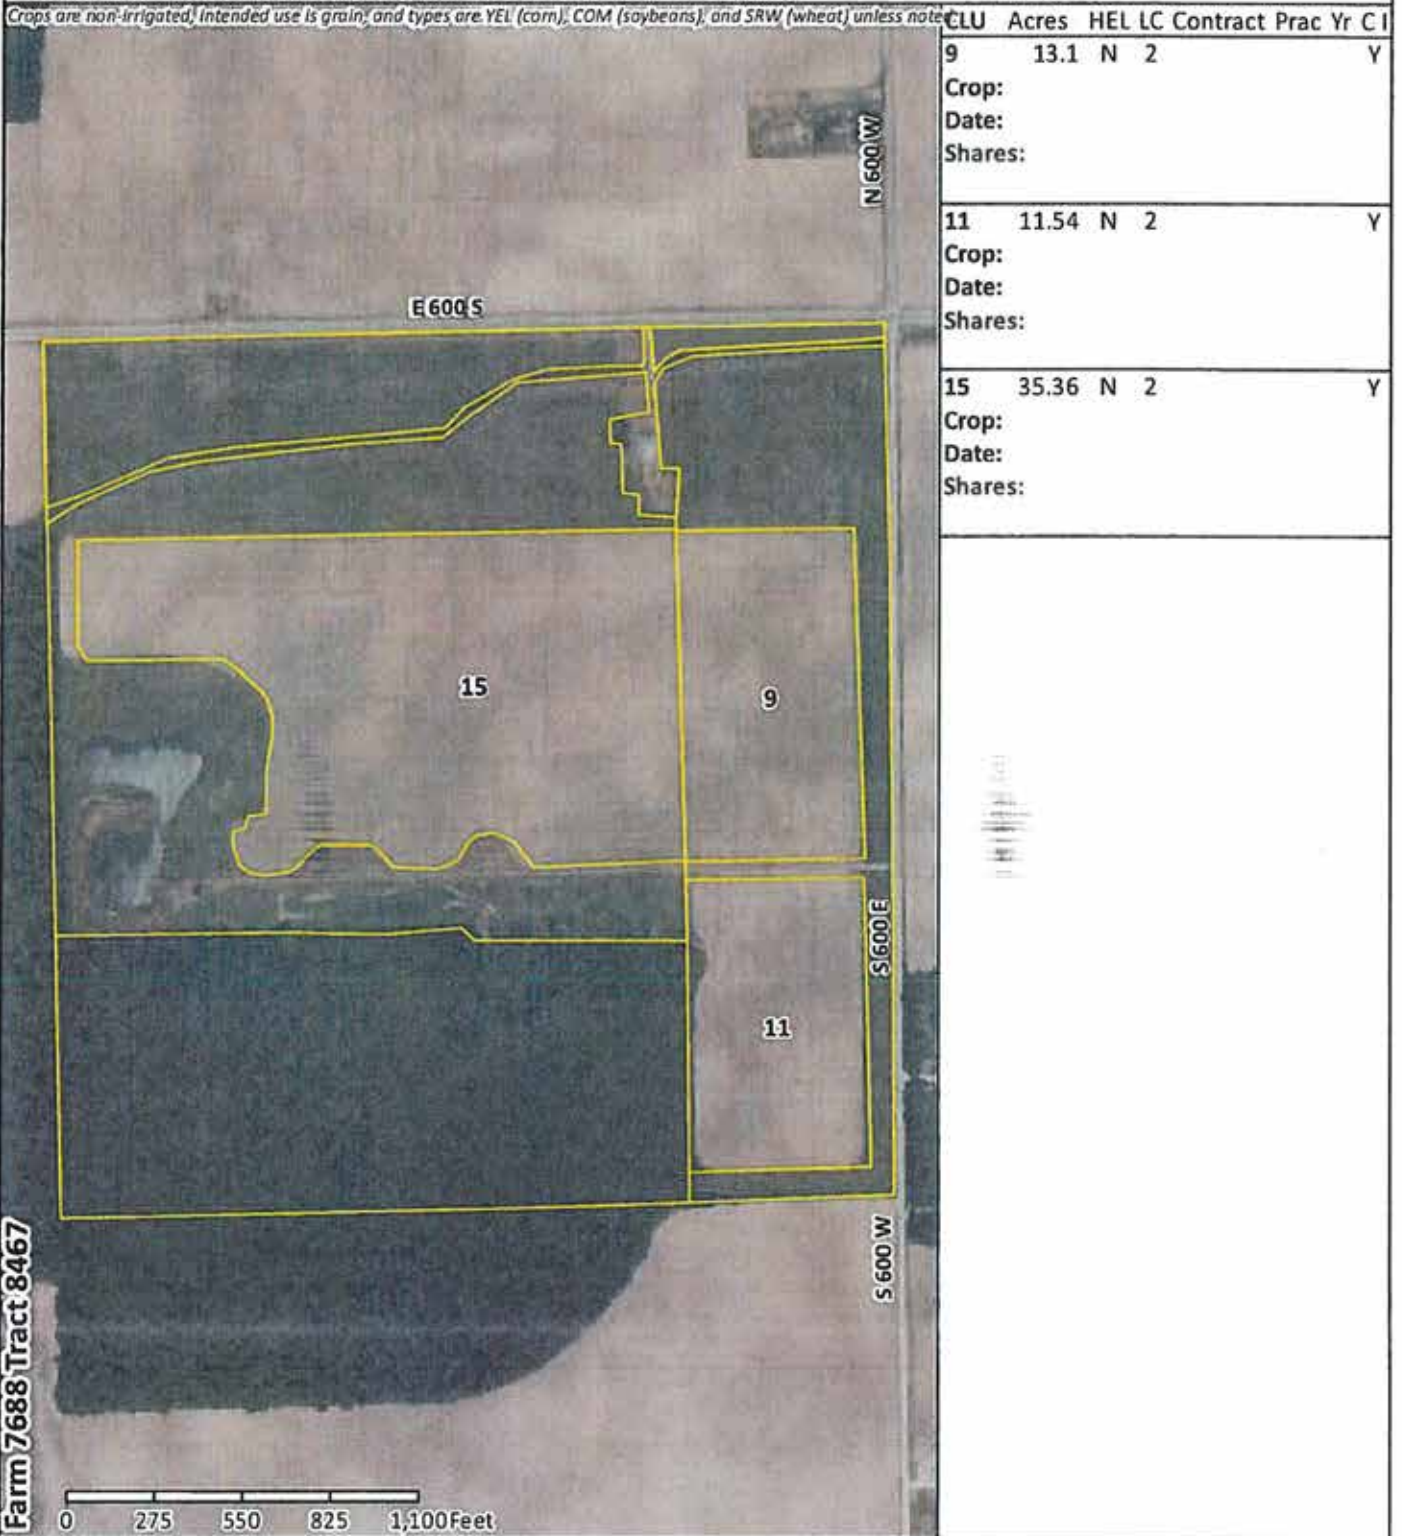 Crops are non-irrigated, Intended use is grain, and types are YEL (corn), COM (soybeans), and SRW (wheat) unless note
CLU Acres HEL LC Contract Prac Yr C I
9 13.1 N 2 Y
Crop:
Date:
Shares:
11 11.54 N 2 Y
Crop:
Date:
Shares:
15 35.36 N 2 Y
Crop:
Date:
Shares:
N 600 W
E 600 S
15
9
S 600 E
11
S 600 W
Farm 7688 Tract 8467
0 275 550 825 1,100 Feet